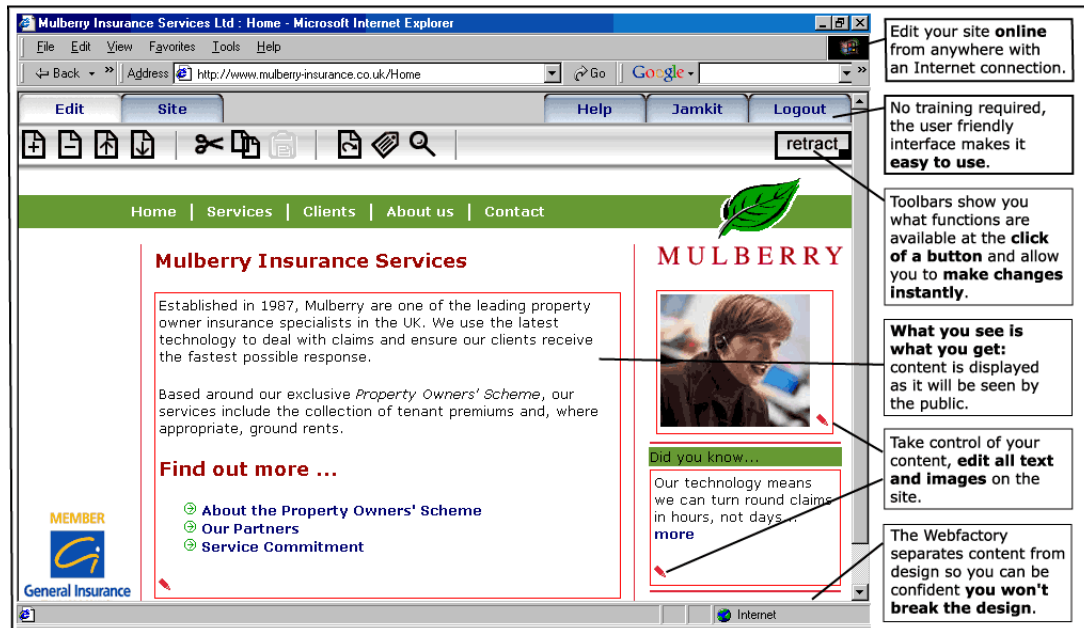 Mulberry Insurance Services Ltd : Home - Microsoft Internet Explorer
File Edit View Favorites Tools Help
Back » Address http://www.mulberry-insurance.co.uk/Home Go Google »
Edit Site Help Jamkit Logout
retract
Home | Services | Clients | About us | Contact
MULBERRY
Mulberry Insurance Services
Established in 1987, Mulberry are one of the leading property
owner insurance specialists in the UK. We use the latest
technology to deal with claims and ensure our clients receive
the fastest possible response.
Based around our exclusive Property Owners' Scheme, our
services include the collection of tenant premiums and, where
appropriate, ground rents.
Find out more ...
About the Property Owners' Scheme
Our Partners
Service Commitment
MEMBER
Gi
General Insurance
Did you know...
Our technology means
we can turn round claims
in hours, not days...
more
Internet
Edit your site online
from anywhere with
an Internet connection.
No training required,
the user friendly
interface makes it
easy to use.
Toolbars show you
what functions are
available at the click
of a button and allow
you to make changes
instantly.
What you see is
what you get:
content is displayed
as it will be seen by
the public.
Take control of your
content, edit all text
and images on the
site.
The Webfactory
separates content from
design so you can be
confident you won't
break the design.